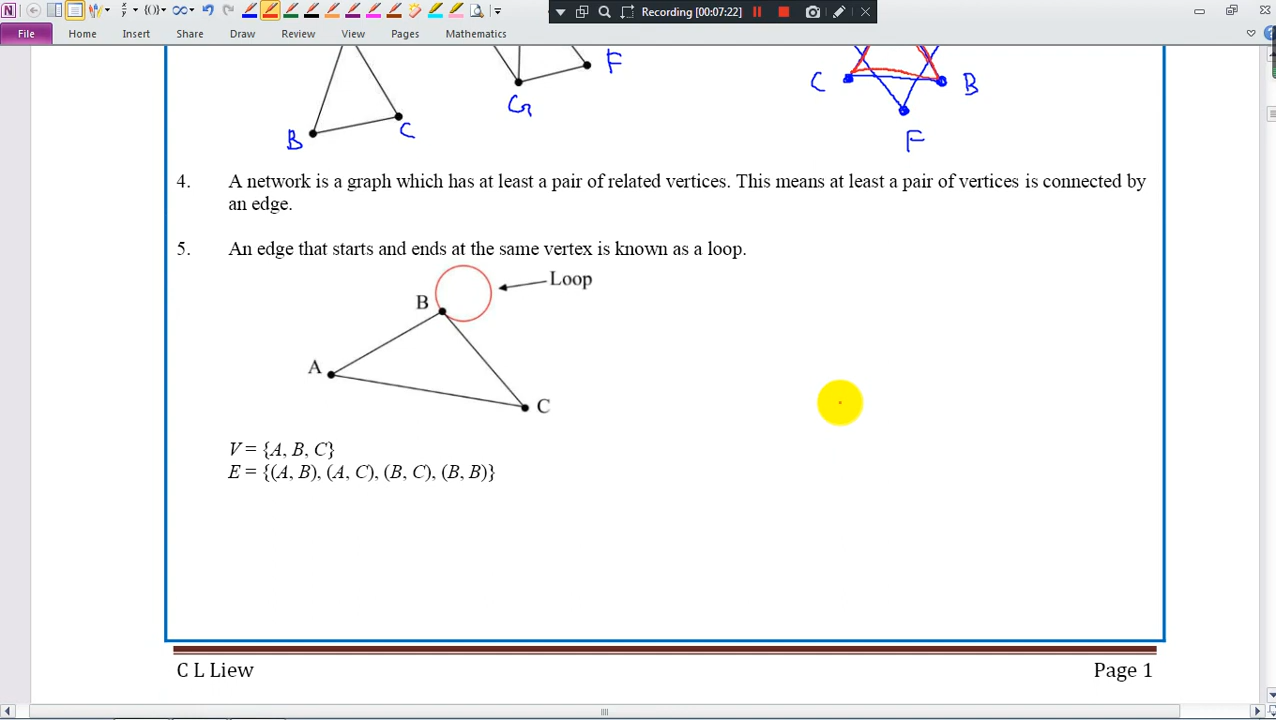 Recording [00:07:22]
File Home Insert Share Draw Review View Pages Mathematics
F
C B
G
B C
F
4. A network is a graph which has at least a pair of related vertices. This means at least a pair of vertices is connected by
an edge.
5. An edge that starts and ends at the same vertex is known as a loop.
Loop
B
A
C
V = {A, B, C}
E = {(A, B), (A, C), (B, C), (B, B)}
C L Liew Page 1